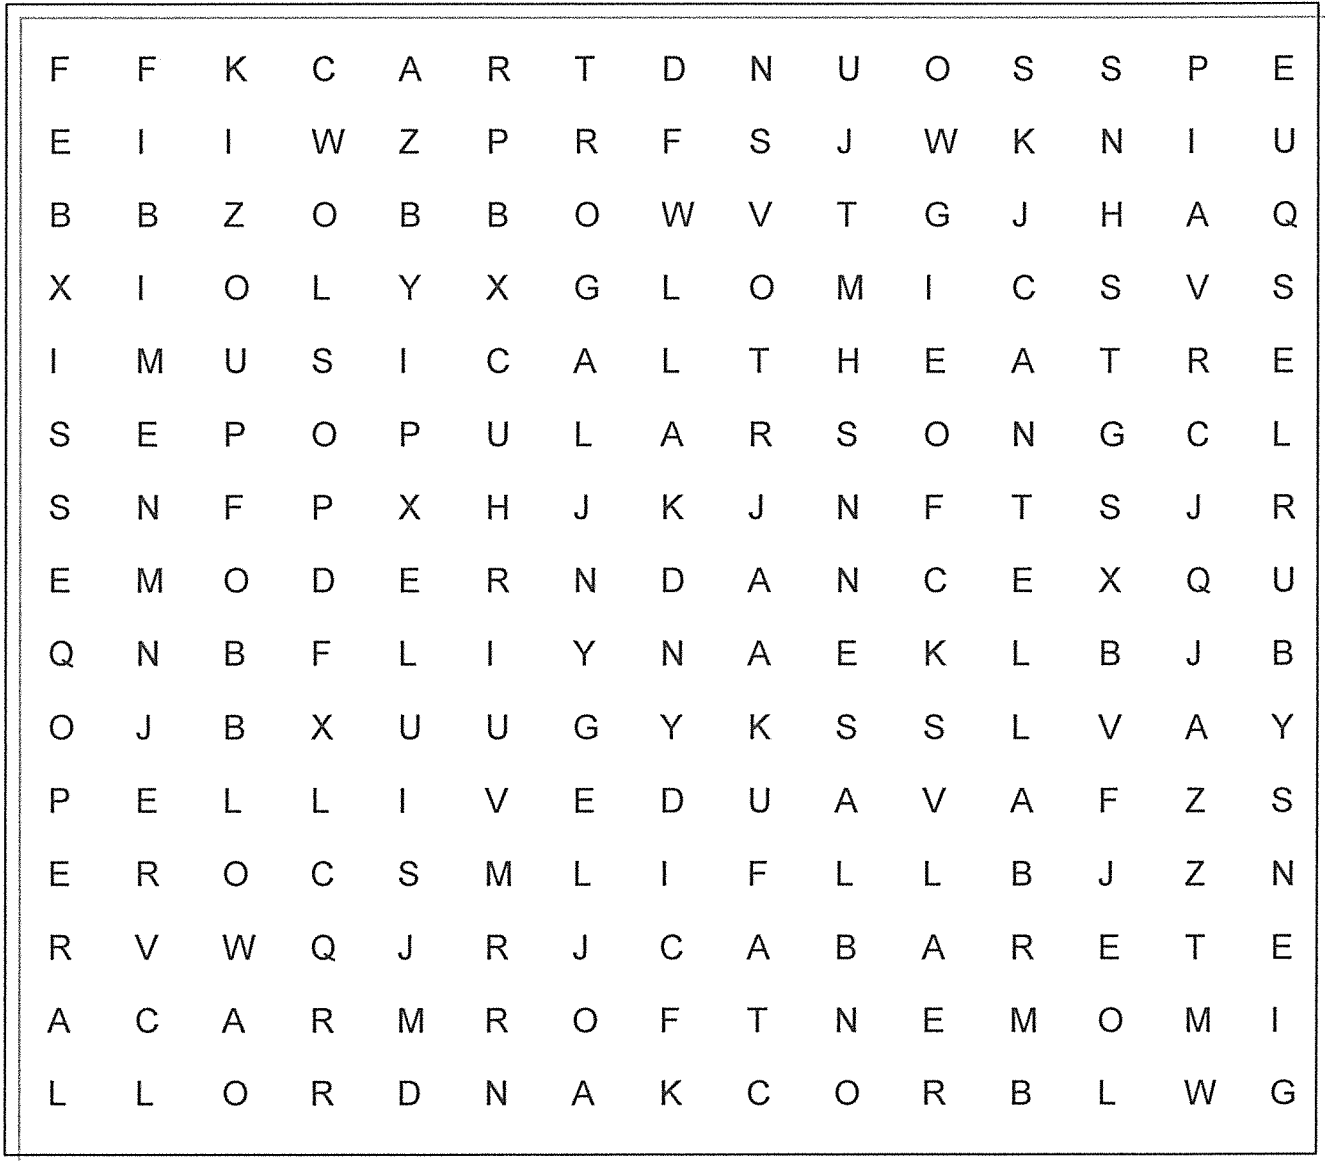 F F K C A R T D N U O S S P E
E I I W Z P R F S J W K N I U
B B Z O B B O W V T G J H A Q
X I O L Y X G L O M I C S V S
I M U S I C A L T H E A T R E
S E P O P U L A R S O N G C L
S N F P X H J K J N F T S J R
E M O D E R N D A N C E X Q U
Q N B F L I Y N A E K L B J B
O J B X U U G Y K S S L V A Y
P E L L I V E D U A V A F Z S
E R O C S M L I F L L B J Z N
R V W Q J R J C A B A R E T E
A C A R M R O F T N E M O M I
L L O R D N A K C O R B L W G